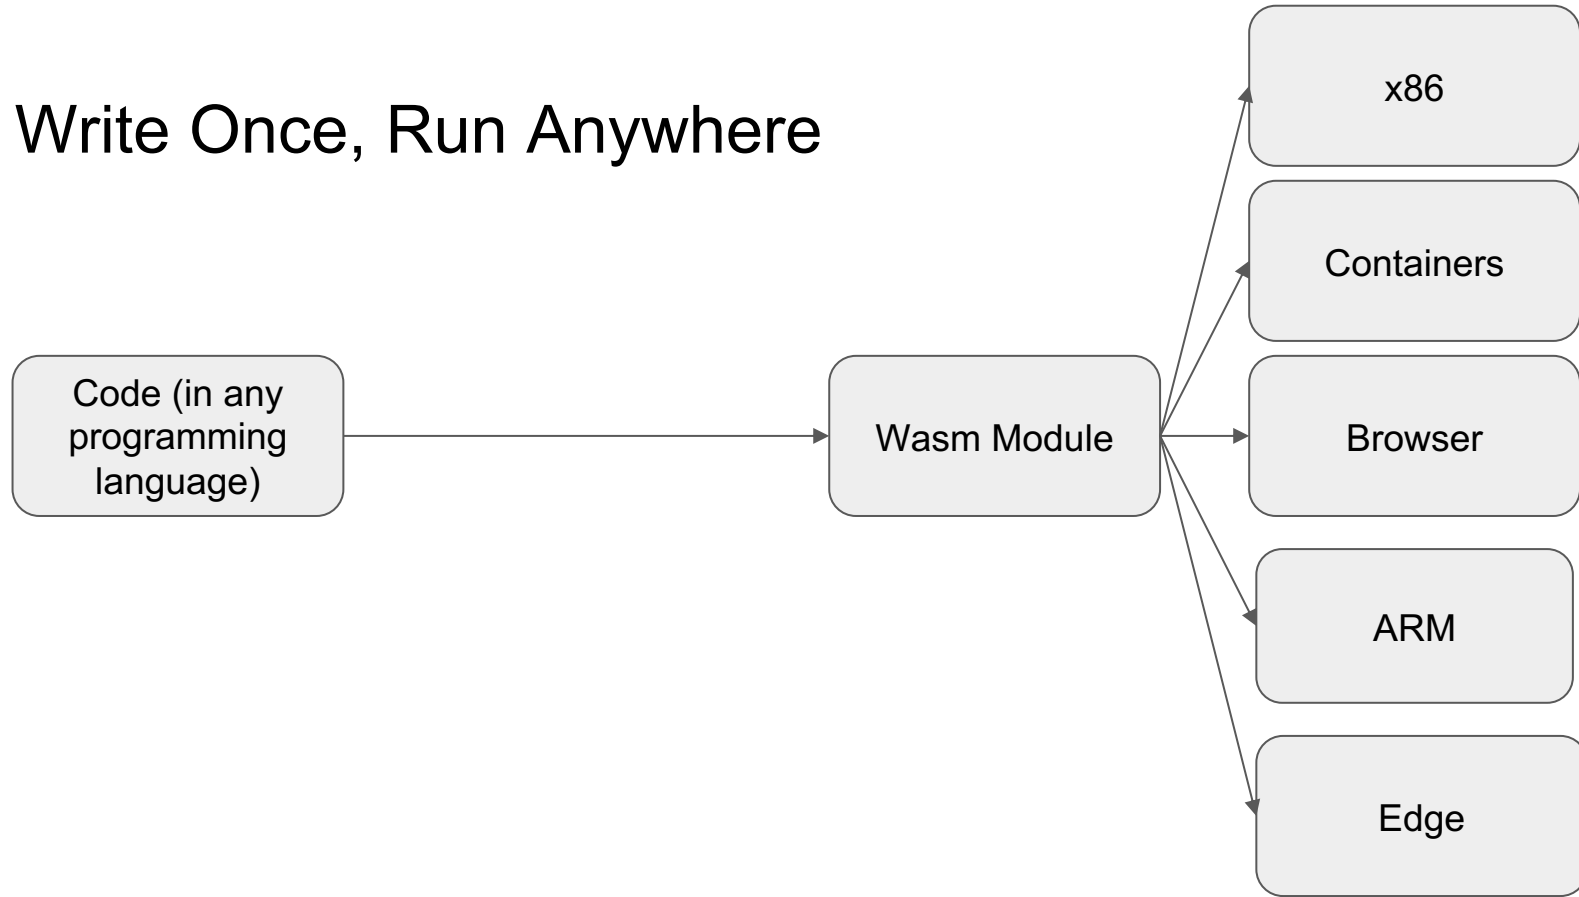 Write Once, Run Anywhere
Code (in any
programming
language)
Wasm Module
x86
Containers
Browser
ARM
Edge